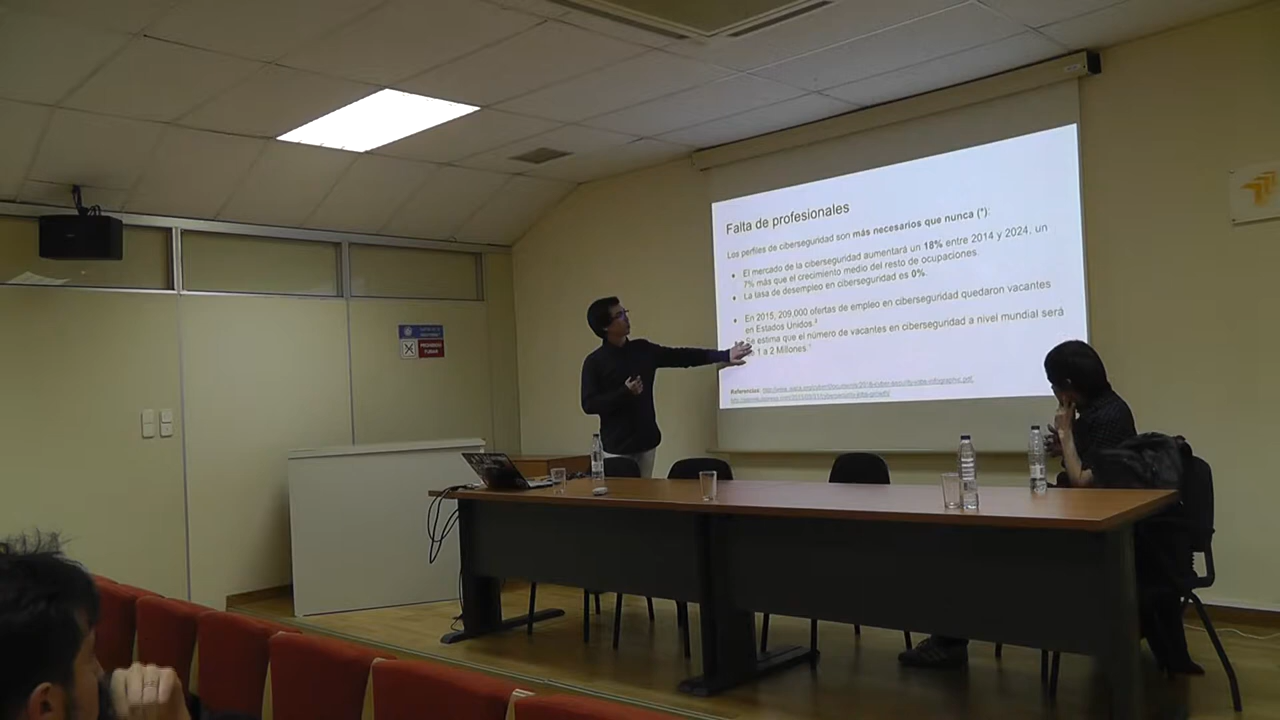 Falta de profesionales
Los perfiles de ciberseguridad son más necesarios que nunca (*):
● El mercado de la ciberseguridad aumentará un 18% entre 2014 y 2024, un
7% más que el crecimiento medio del resto de ocupaciones.
● La tasa de desempleo en ciberseguridad es 0%.
● En 2015, 209,000 ofertas de empleo en ciberseguridad quedaron vacantes
en Estados Unidos.
Se estima que el número de vacantes en ciberseguridad a nivel mundial será
1 a 2 Millones.
Referencias:
PROHIBIDO
FUMAR